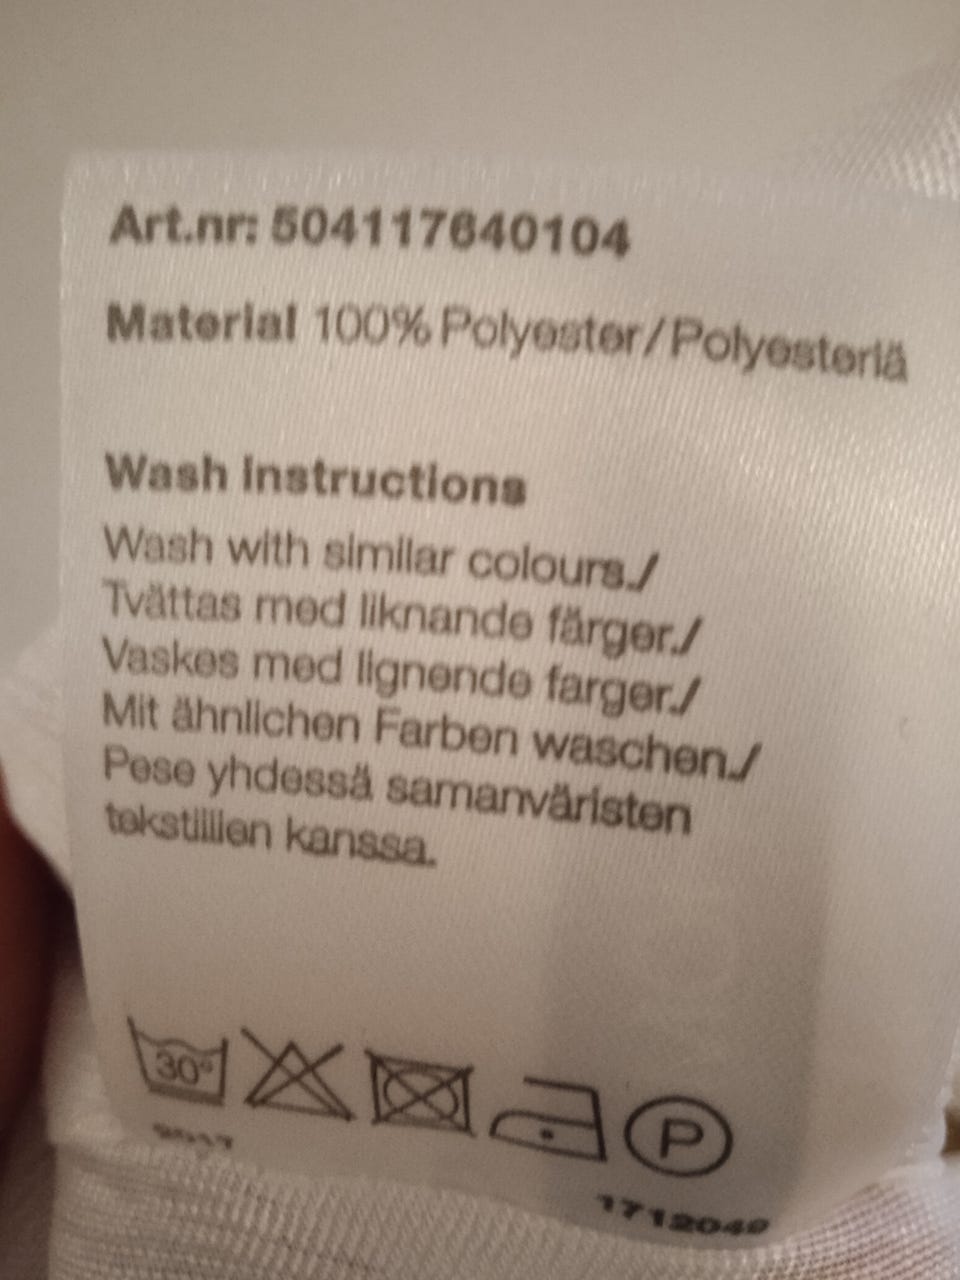 Art.nr: 504117640104
Material 100% Polyester/Polyesteriä
Wash instructions
Wash with similar colours./
Tvättas med liknande färger./
Vaskes med lignende farger./
Mit ähnlichen Farben waschen./
Pese yhdessä samanväristen
tekstiilien kanssa.
30°
P
1712049